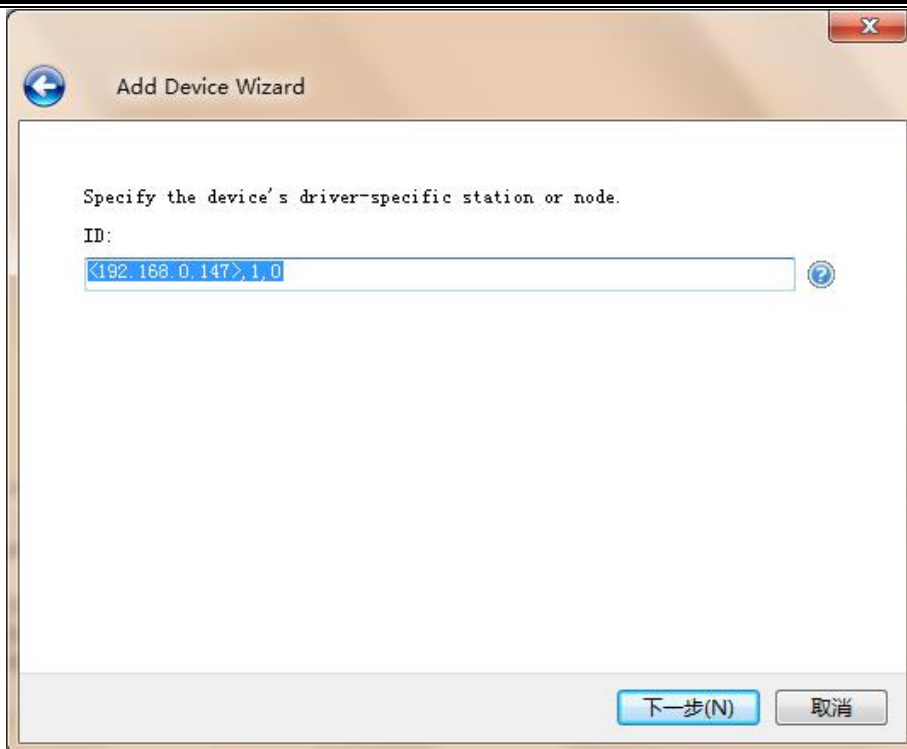 Add Device Wizard
Specify the device's driver-specific station or node.
ID:
<192.168.0.147>,1,0
下一步(N)
取消